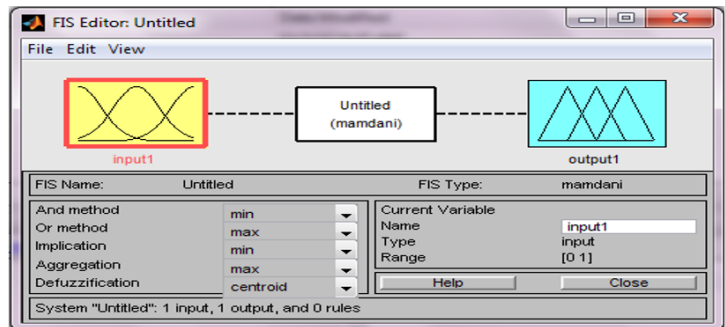 FIS Editor: Untitled
File Edit View
Untitled
(mamdani)
input1
output1
FIS Name: Untitled
FIS Type: mamdani
And method min
Or method max
Implication min
Aggregation max
Defuzzification centroid
Current Variable
Name input1
Type input
Range [0 1]
Help Close
System "Untitled": 1 input, 1 output, and 0 rules